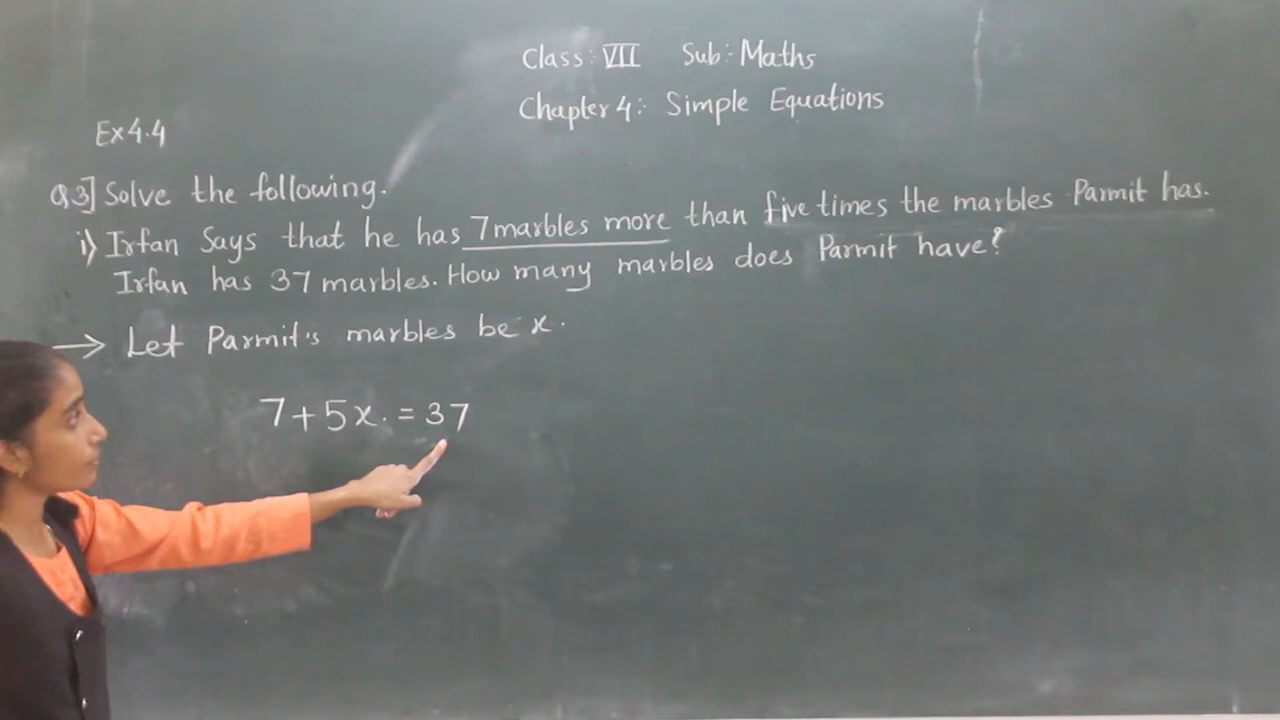 Class: VII Sub: Maths
Chapter 4: Simple Equations
Ex 4.4
Q3] Solve the following.
i) Irfan Says that he has 7 marbles more than five times the marbles Parmit has.
Irfan has 37 marbles. How many marbles does Parmit have?
→ Let Parmit's marbles be x.
7+5x. = 37